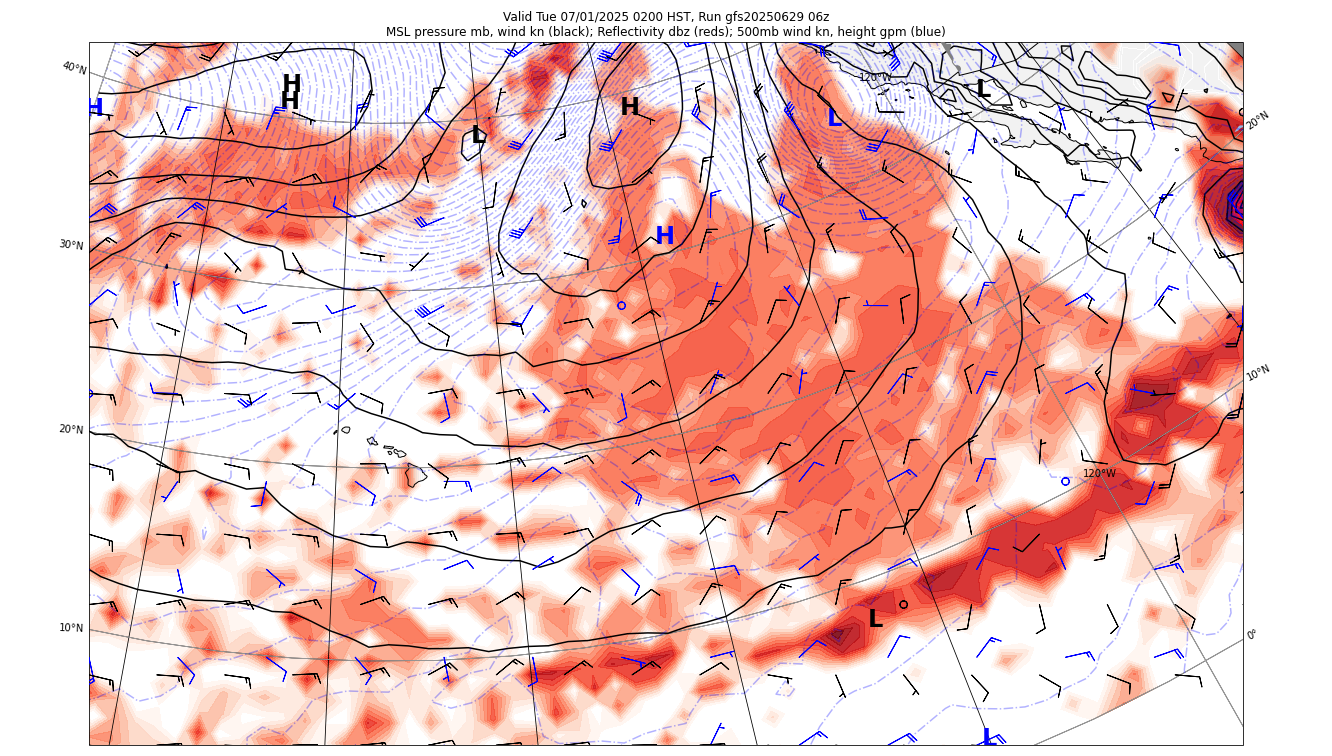 Valid Tue 07/01/2025 0200 HST, Run gfs20250629 06z
MSL pressure mb, wind kn (black); Reflectivity dbz (reds); 500mb wind kn, height gpm (blue)
40°N
120°W
H
H
H
H
L
L
L
20°N
30°N
H
10°N
20°N
120°W
10°N
L
0°
L